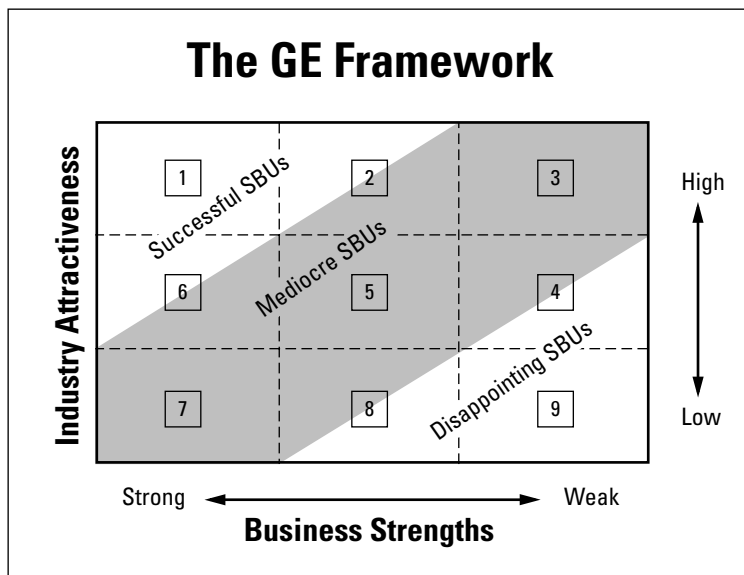 The GE Framework
Industry Attractiveness
1
2
3
Successful SBUs
6
5
4
Mediocre SBUs
7
8
9
Disappointing SBUs
High
Low
Strong
Weak
Business Strengths